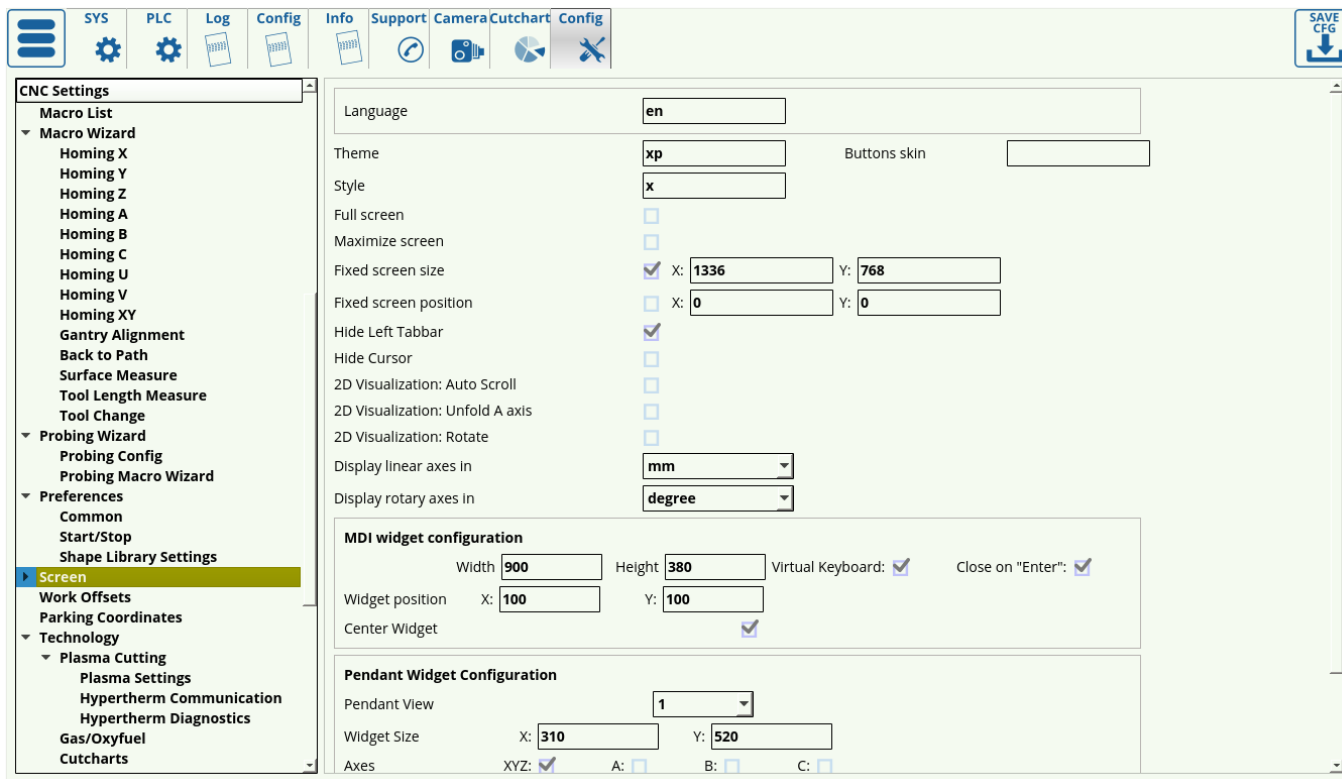 SYS PLC Log Config Info Support Camera Cutchart Config
SAVE
CFG
CNC Settings
Macro List
Macro Wizard
Homing X
Homing Y
Homing Z
Homing A
Homing B
Homing C
Homing U
Homing V
Homing XY
Gantry Alignment
Back to Path
Surface Measure
Tool Length Measure
Tool Change
Probing Wizard
Probing Config
Probing Macro Wizard
Preferences
Common
Start/Stop
Shape Library Settings
Screen
Work Offsets
Parking Coordinates
Technology
Plasma Cutting
Plasma Settings
Hypertherm Communication
Hypertherm Diagnostics
Gas/Oxyfuel
Cutcharts
Language en
Theme xp Buttons skin
Style x
Full screen
Maximize screen
Fixed screen size X: 1336 Y: 768
Fixed screen position X: 0 Y: 0
Hide Left Tabbar
Hide Cursor
2D Visualization: Auto Scroll
2D Visualization: Unfold A axis
2D Visualization: Rotate
Display linear axes in mm
Display rotary axes in degree
MDI widget configuration
Width 900 Height 380 Virtual Keyboard: Close on "Enter":
Widget position X: 100 Y: 100
Center Widget
Pendant Widget Configuration
Pendant View 1
Widget Size X: 310 Y: 520
Axes XYZ: A: B: C: